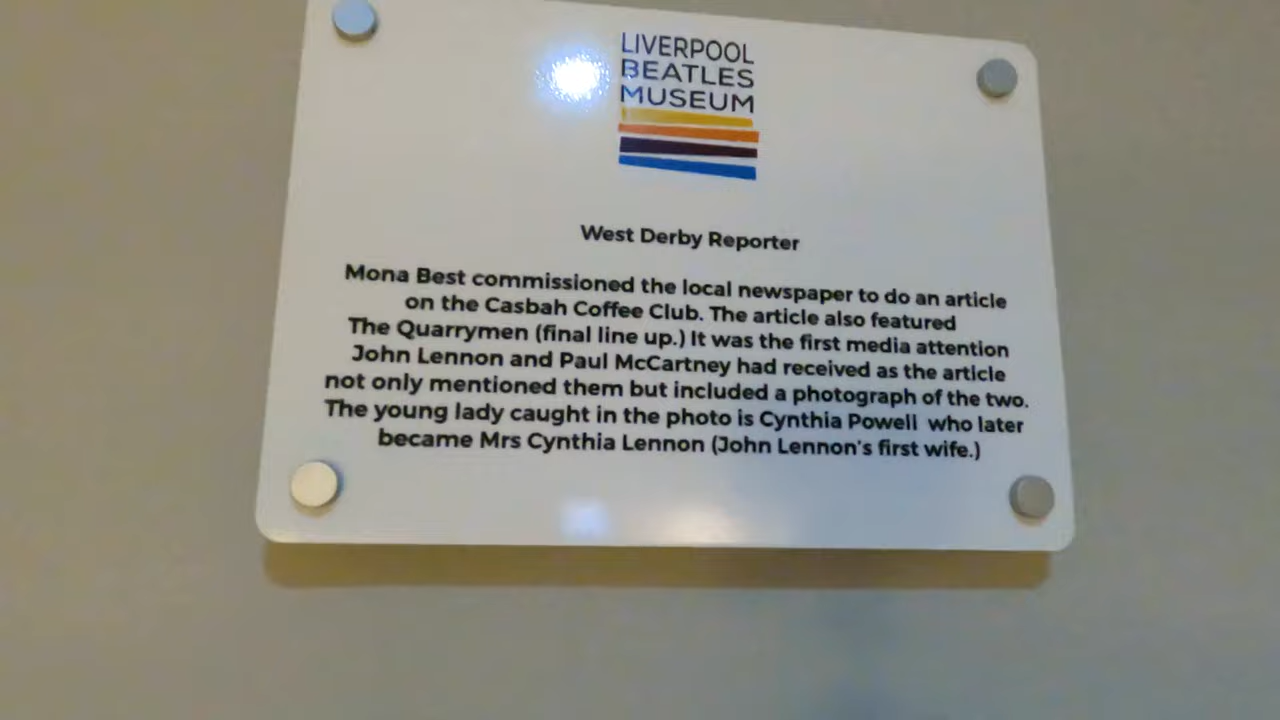 LIVERPOOL
BEATLES
MUSEUM
West Derby Reporter
Mona Best commissioned the local newspaper to do an article
on the Casbah Coffee Club. The article also featured
The Quarrymen (final line up.) It was the first media attention
John Lennon and Paul McCartney had received as the article
not only mentioned them but included a photograph of the two.
The young lady caught in the photo is Cynthia Powell who later
became Mrs Cynthia Lennon (John Lennon's first wife.)